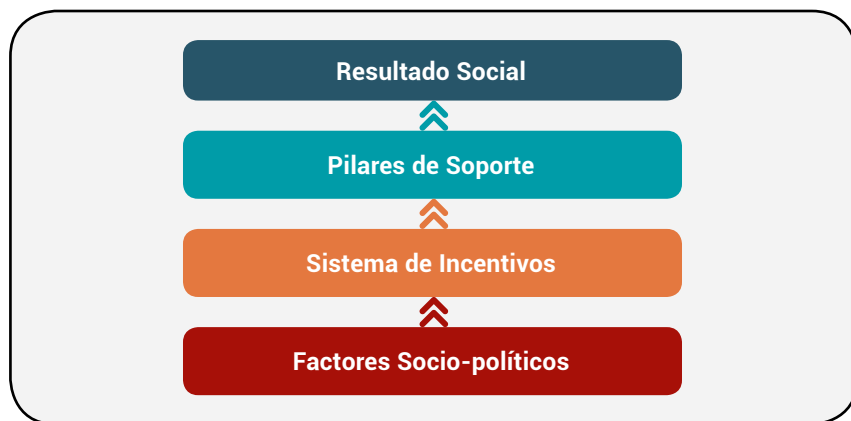 Resultado Social
Pilares de Soporte
Sistema de Incentivos
Factores Socio-políticos